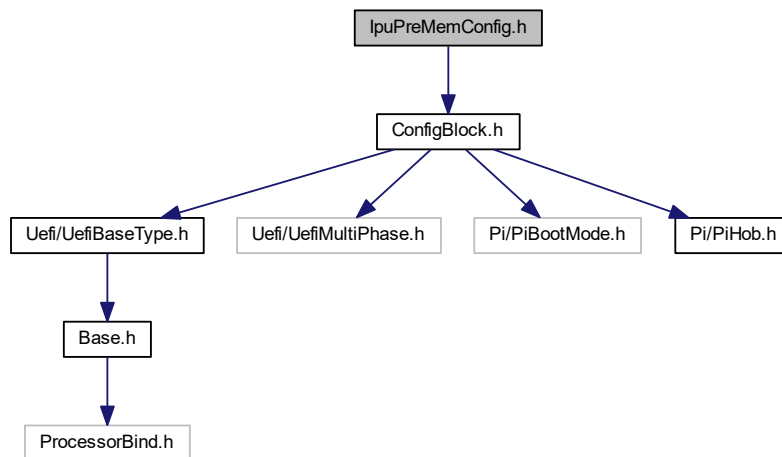 IpuPreMemConfig.h
ConfigBlock.h
Uefi/UefiBaseType.h
Uefi/UefiMultiPhase.h
Pi/PiBootMode.h
Pi/PiHob.h
Base.h
ProcessorBind.h